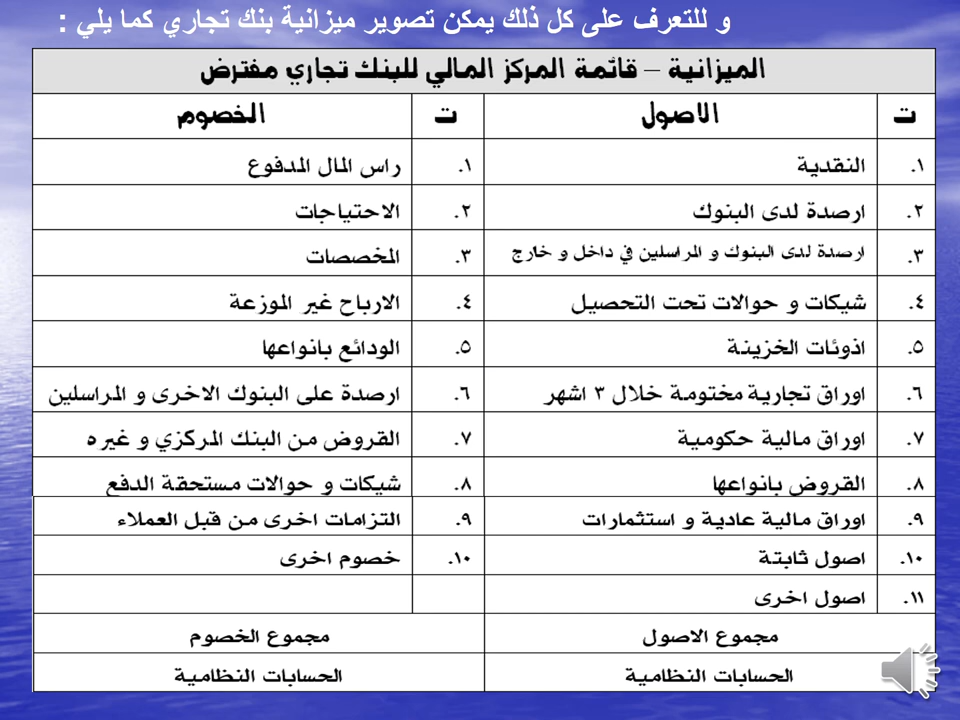 و للتعرف على كل ذلك يمكن تصوير ميزانية بنك تجاري كما يلي :
الميزانية – قائمة المركز المالي للبنك تجاري مفترض
ت الاصول ت الخصوم
١. النقدية ١. راس المال المدفوع
٢. ارصدة لدى البنوك ٢. الاحتياجات
٣. ارصدة لدى البنوك و المراسلين في داخل و خارج ٣. المخصصات
٤. شيكات و حوالات تحت التحصيل ٤. الارباح غير الموزعة
٥. اذوئات الخزينة ٥. الودائع بانواعها
٦. اوراق تجارية مختومة خلال ٣ اشهر ٦. ارصدة على البنوك الاخرى و المراسلين
٧. اوراق مالية حكومية ٧. القروض من البنك المركزي و غيره
٨. القروض بانواعها ٨. شيكات و حوالات مستحقة الدفع
٩. اوراق مالية عادية و استثمارات ٩. التزامات اخرى من قبل العملاء
١٠. اصول ثابتة ١٠. خصوم اخرى
١١. اصول اخرى
مجموع الاصول مجموع الخصوم
الحسابات النظامية الحسابات النظامية